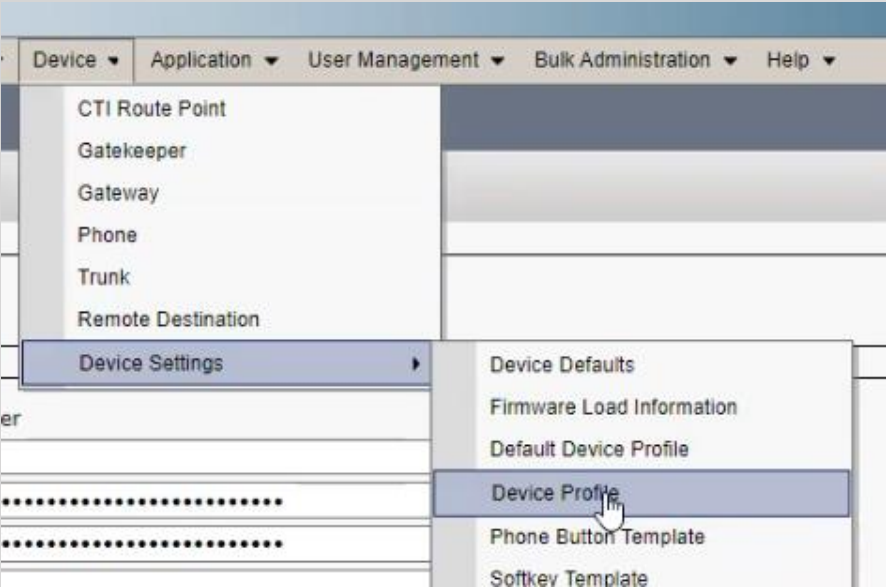 Device Application User Management Bulk Administration Help
CTI Route Point
Gatekeeper
Gateway
Phone
Trunk
Remote Destination
Device Settings
Device Defaults
Firmware Load Information
Default Device Profile
Device Profile
Phone Button Template
Softkey Template
er